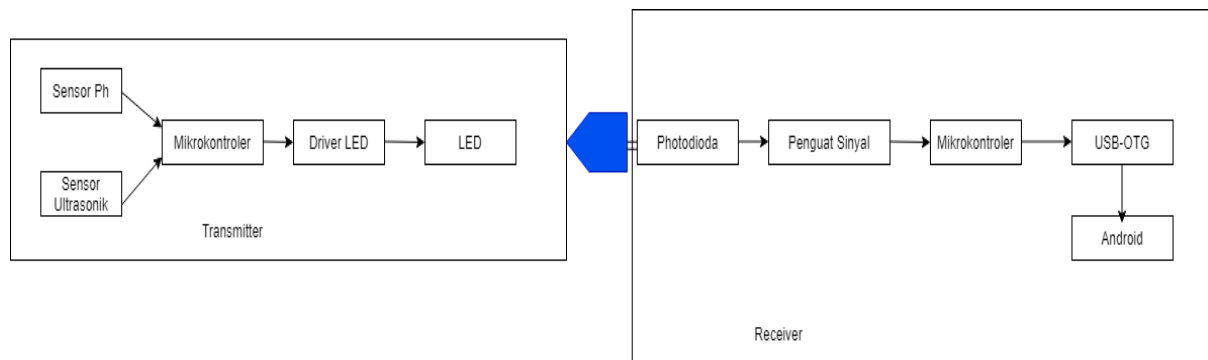 Sensor Ph
Sensor
Ultrasonik
Mikrokontroler
Driver LED
LED
Transmitter
Photodioda
Penguat Sinyal
Mikrokontroler
USB-OTG
Android
Receiver